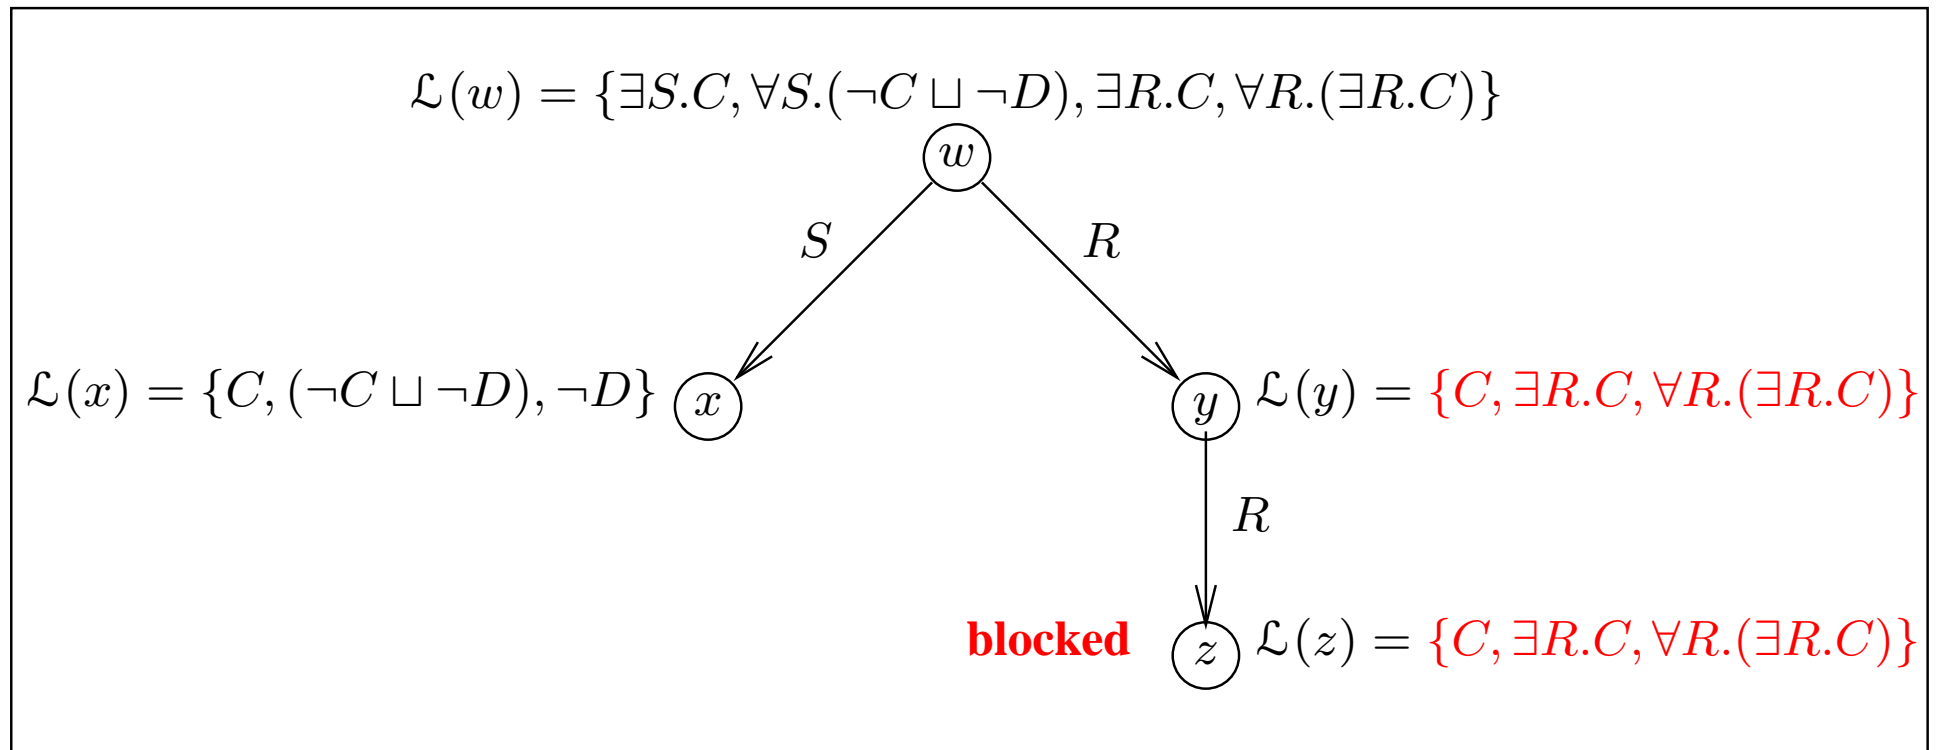 ℒ(w) = {∃S.C, ∀S.(¬C ⊔ ¬D), ∃R.C, ∀R.(∃R.C)}
w
S
R
ℒ(x) = {C, (¬C ⊔ ¬D), ¬D}
x
y
ℒ(y) = {C, ∃R.C, ∀R.(∃R.C)}
R
blocked
z
ℒ(z) = {C, ∃R.C, ∀R.(∃R.C)}